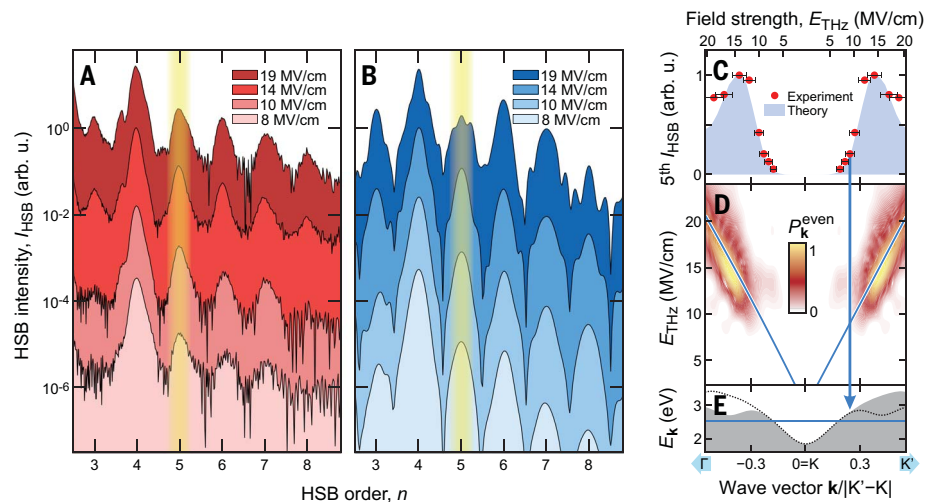 A
19 MV/cm
14 MV/cm
10 MV/cm
8 MV/cm
HSB intensity, I_HSB (arb. u.)
10^0
10^-2
10^-4
10^-6
3 4 5 6 7 8
B
19 MV/cm
14 MV/cm
10 MV/cm
8 MV/cm
3 4 5 6 7 8
HSB order, n
Field strength, E_THz (MV/cm)
20 15 10 5 5 10 15 20
C
5th I_HSB (arb. u.)
1
0
Experiment
Theory
D
E_THz (MV/cm)
20
15
10
5
P_k^even
1
0
E
E_k (eV)
3
2
Γ −0.3 0=K 0.3 K'
Wave vector k/|K'−K|